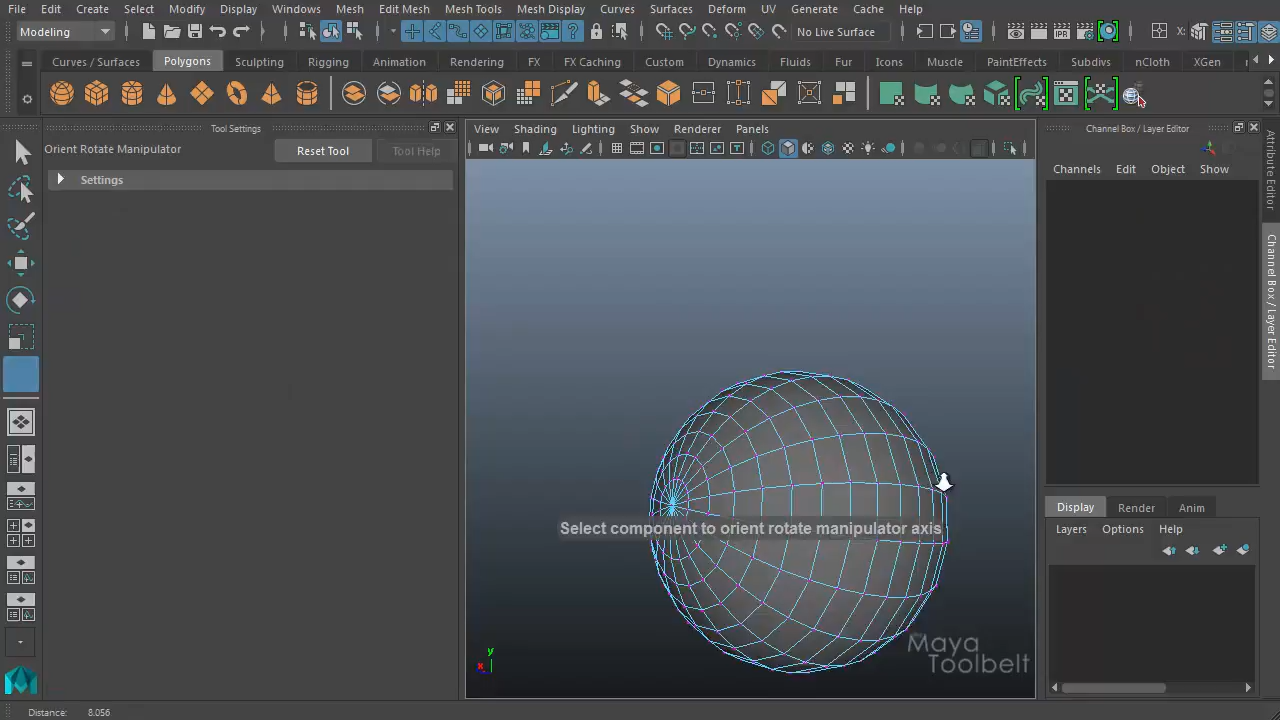 File Edit Create Select Modify Display Windows Mesh Edit Mesh Mesh Tools Mesh Display Curves Surfaces Deform UV Generate Cache Help
Modeling No Live Surface X:
Curves / Surfaces Polygons Sculpting Rigging Animation Rendering FX FX Caching Custom Dynamics Fluids Fur Icons Muscle PaintEffects Subdivs nCloth XGen
IPR
Tool Settings
Orient Rotate Manipulator Reset Tool Tool Help
Settings
View Shading Lighting Show Renderer Panels
Select component to orient rotate manipulator axis
y
x
Maya
Toolbelt
Channel Box / Layer Editor
Channels Edit Object Show
Attribute Editor
Channel Box / Layer Editor
Display Render Anim
Layers Options Help
Distance: 8.056